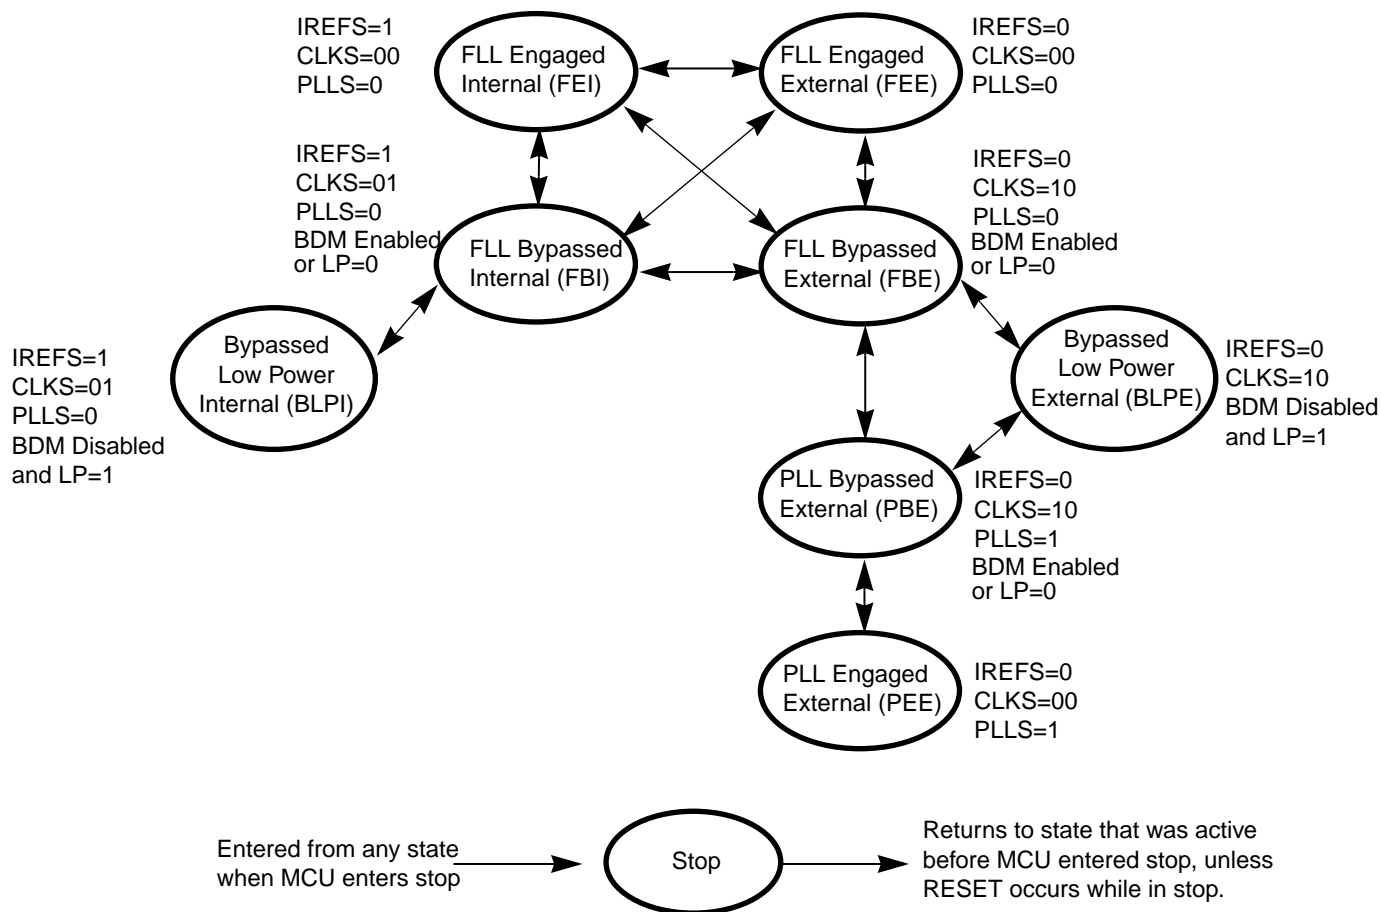 IREFS=1
CLKS=00
PLLS=0
FLL Engaged
Internal (FEI)
FLL Engaged
External (FEE)
IREFS=0
CLKS=00
PLLS=0
IREFS=1
CLKS=01
PLLS=0
BDM Enabled
or LP=0
FLL Bypassed
Internal (FBI)
FLL Bypassed
External (FBE)
IREFS=0
CLKS=10
PLLS=0
BDM Enabled
or LP=0
IREFS=1
CLKS=01
PLLS=0
BDM Disabled
and LP=1
Bypassed
Low Power
Internal (BLPI)
Bypassed
Low Power
External (BLPE)
IREFS=0
CLKS=10
BDM Disabled
and LP=1
PLL Bypassed
External (PBE)
IREFS=0
CLKS=10
PLLS=1
BDM Enabled
or LP=0
PLL Engaged
External (PEE)
IREFS=0
CLKS=00
PLLS=1
Entered from any state
when MCU enters stop
Stop
Returns to state that was active
before MCU entered stop, unless
RESET occurs while in stop.